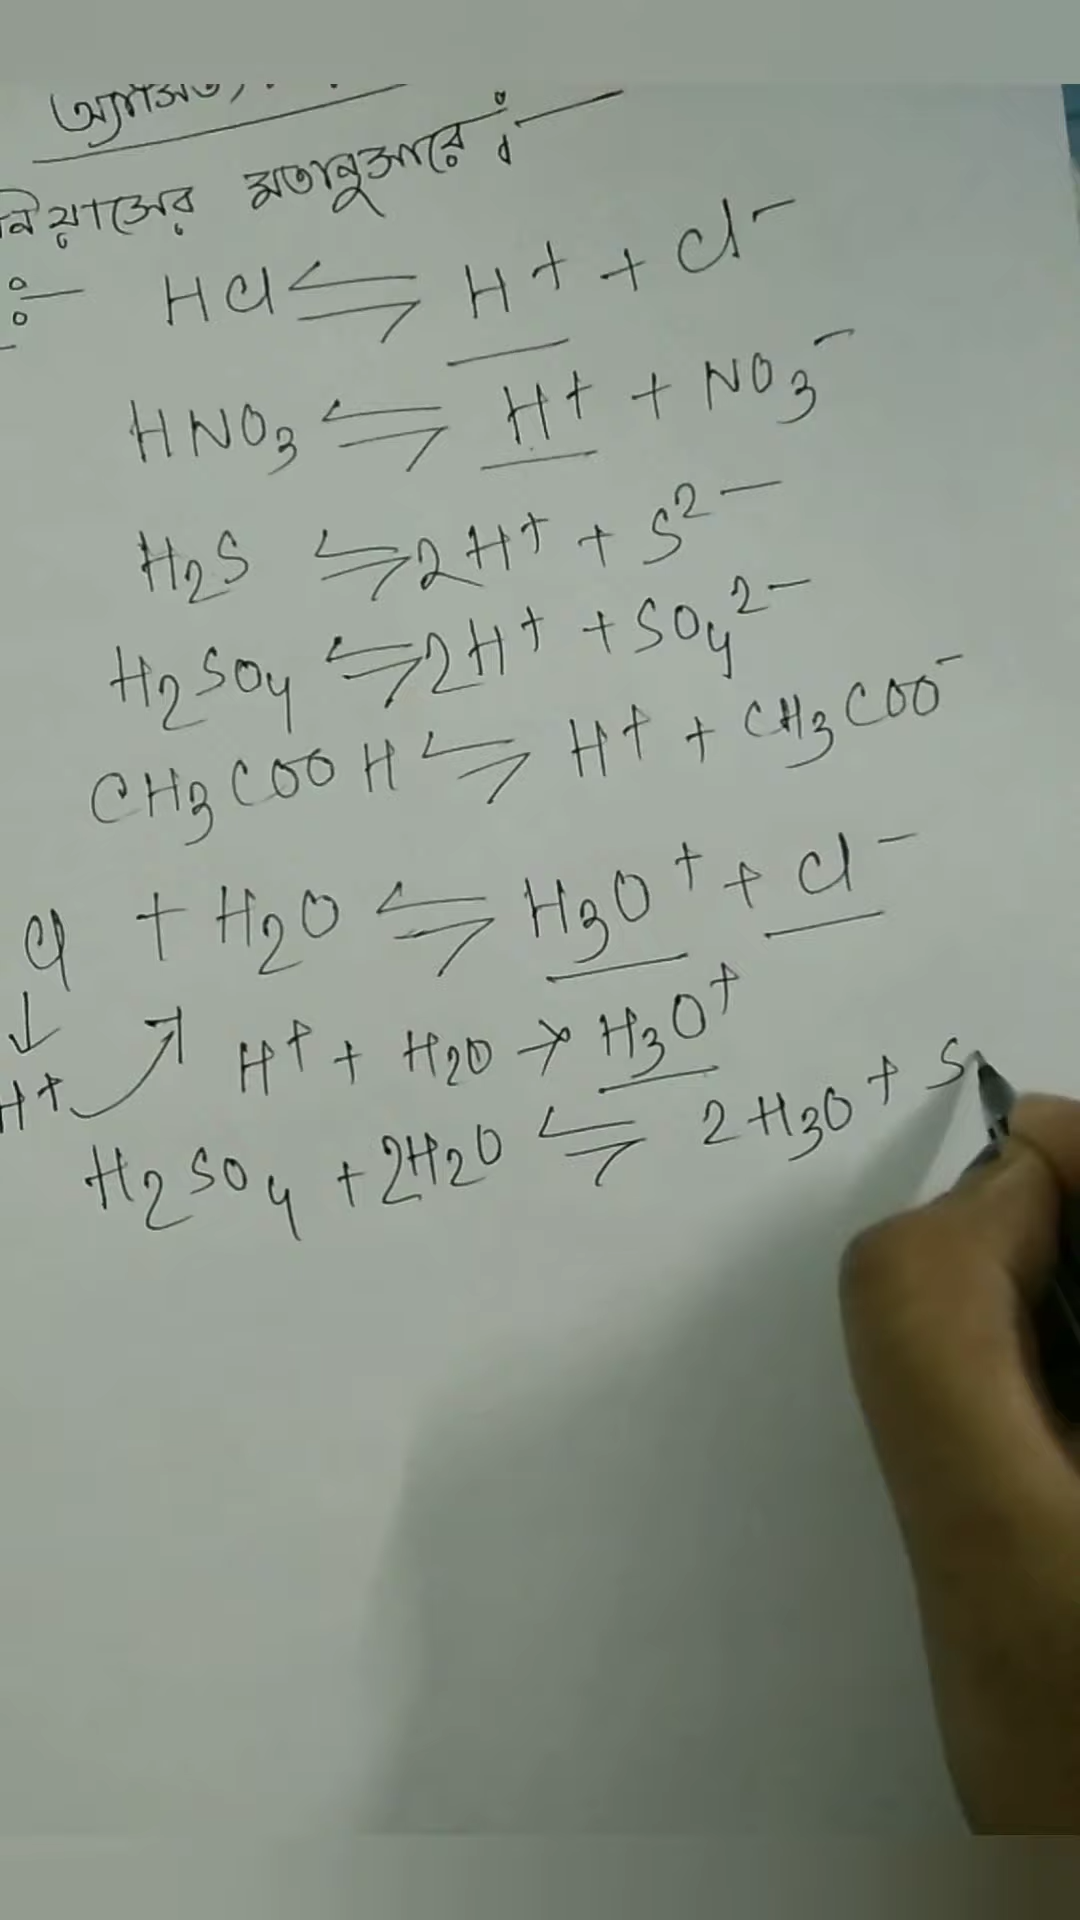 মতানুসারে :-
:- HCl ⇌ H+ + Cl-
HNO3 ⇌ H+ + NO3-
H2S ⇌ 2H+ + S2-
H2SO4 ⇌ 2H+ + SO4 2-
CH3COOH ⇌ H+ + CH3COO-
Cl + H2O ⇌ H3O+ + Cl-
↓
H+ H+ + H2O → H3O+
H2SO4 + 2H2O ⇌ 2H3O+ S